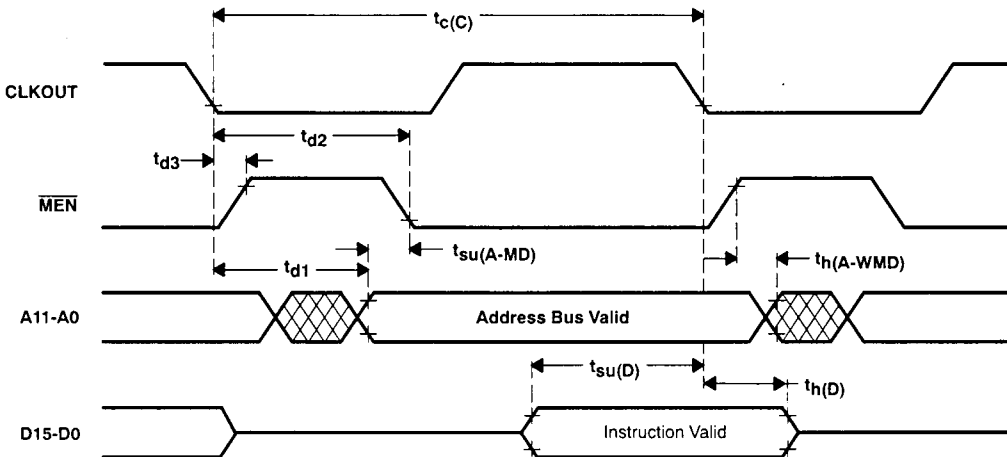 tc(C)
CLKOUT
td2
td3
MEN
tsu(A-MD)
td1
th(A-WMD)
A11-A0
Address Bus Valid
tsu(D)
th(D)
D15-D0
Instruction Valid